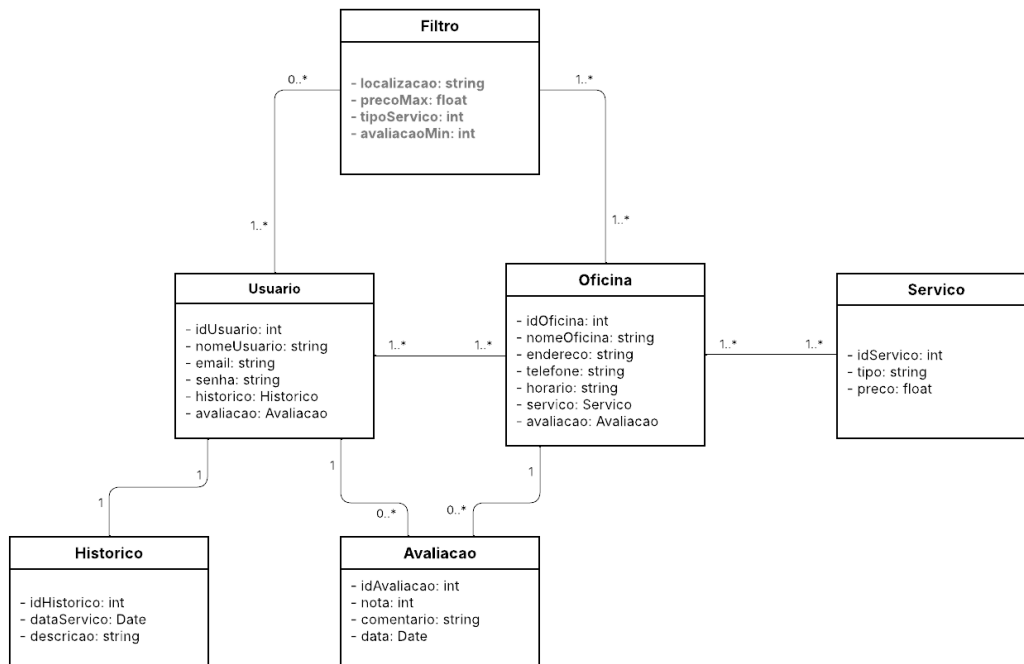 Filtro
- localizacao: string
- precoMax: float
- tipoServico: int
- avaliacaoMin: int
0..*
1..*
1..*
1..*
Usuario
- idUsuario: int
- nomeUsuario: string
- email: string
- senha: string
- historico: Historico
- avaliacao: Avaliacao
1..*
1..*
Oficina
- idOficina: int
- nomeOficina: string
- endereco: string
- telefone: string
- horario: string
- servico: Servico
- avaliacao: Avaliacao
1..*
1..*
Servico
- idServico: int
- tipo: string
- preco: float
1
1
1
0..*
1
0..*
Historico
- idHistorico: int
- dataServico: Date
- descricao: string
Avaliacao
- idAvaliacao: int
- nota: int
- comentario: string
- data: Date